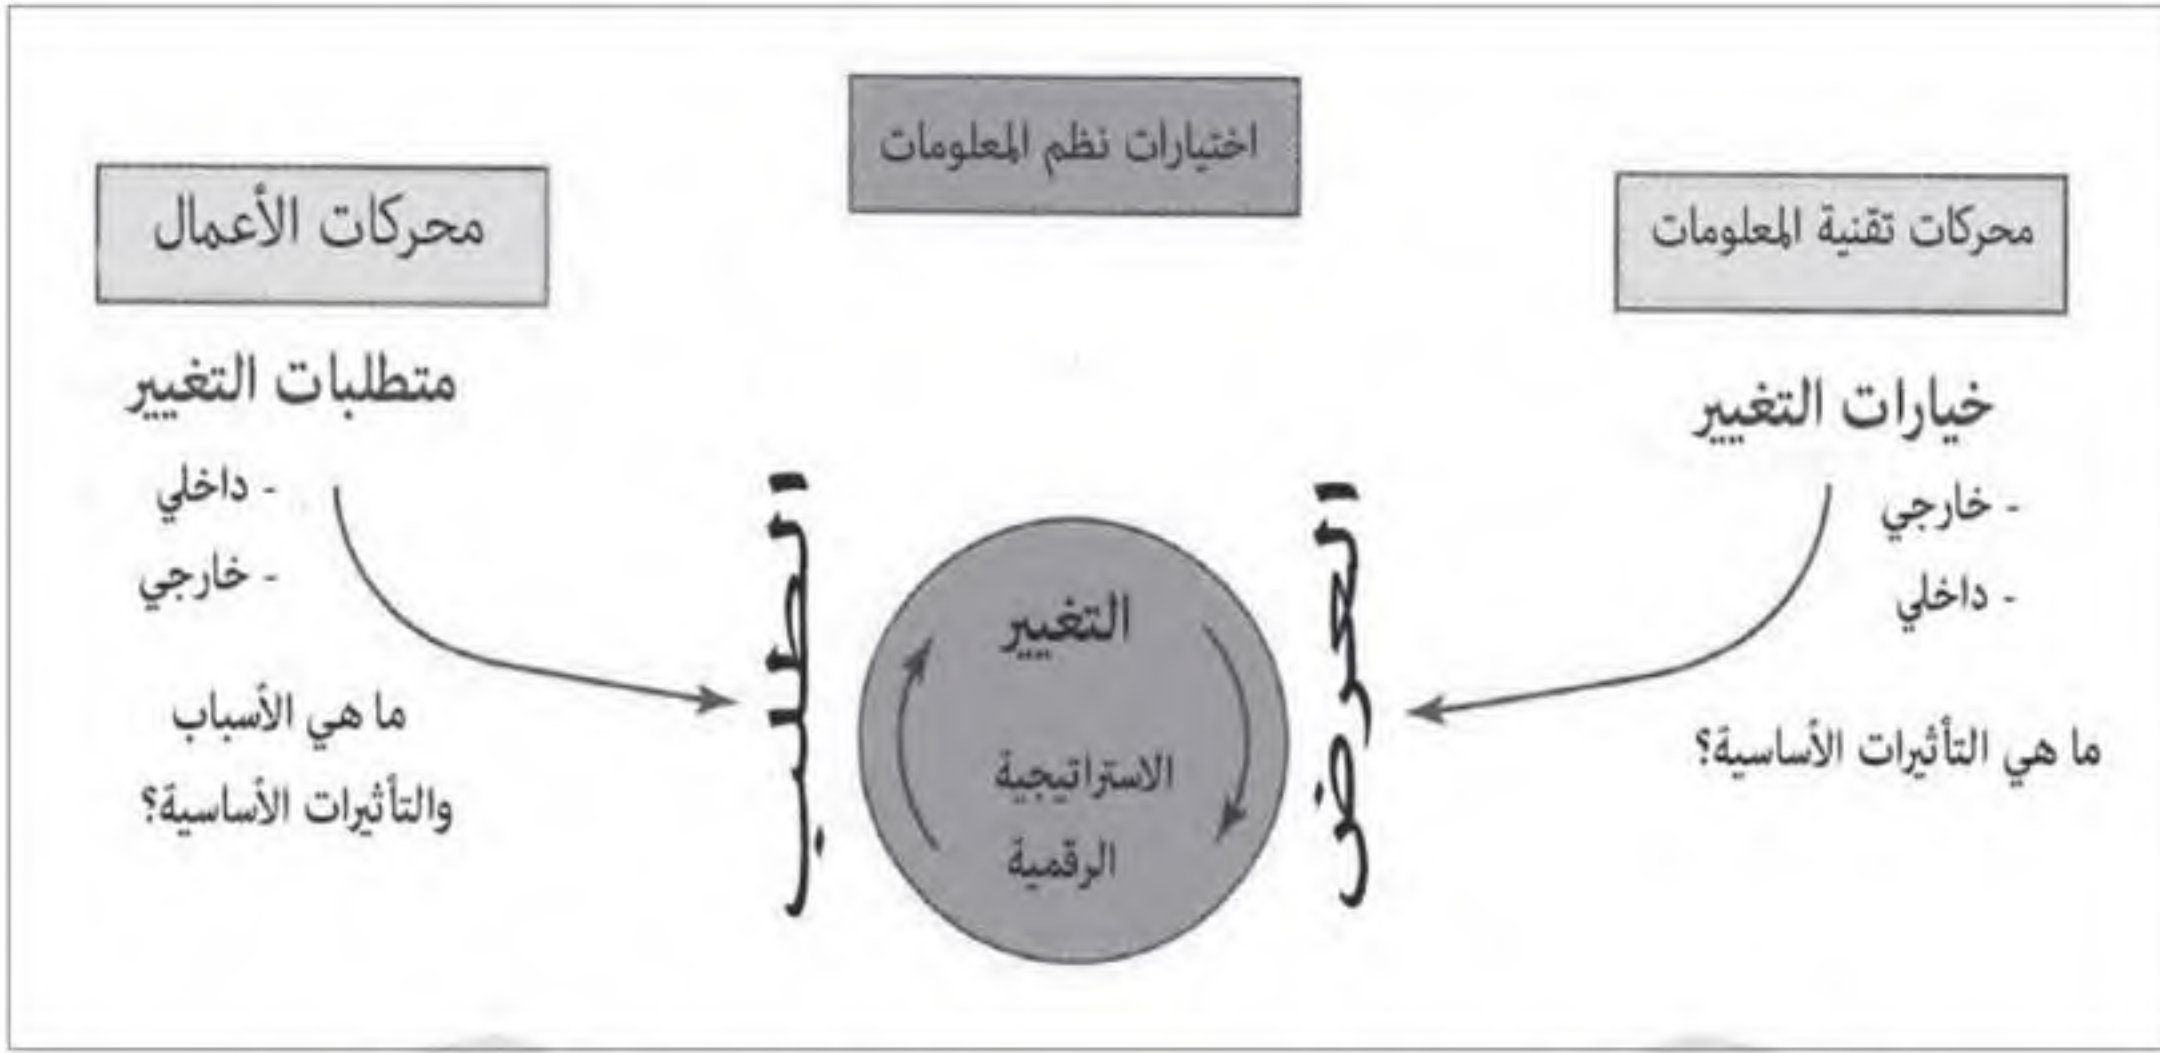 اختيارات نظم المعلومات
محركات تقنية المعلومات
خيارات التغيير
- خارجي
- داخلي
ما هي التأثيرات الأساسية؟
العرض
التغيير
الاستراتيجية
الرقمية
الطلب
محركات الأعمال
متطلبات التغيير
- داخلي
- خارجي
ما هي الأسباب
والتأثيرات الأساسية؟